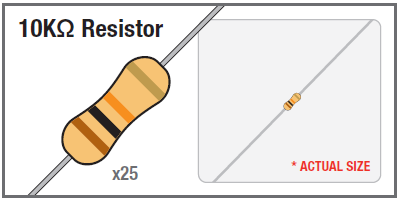 10KΩ Resistor
x25
* ACTUAL SIZE